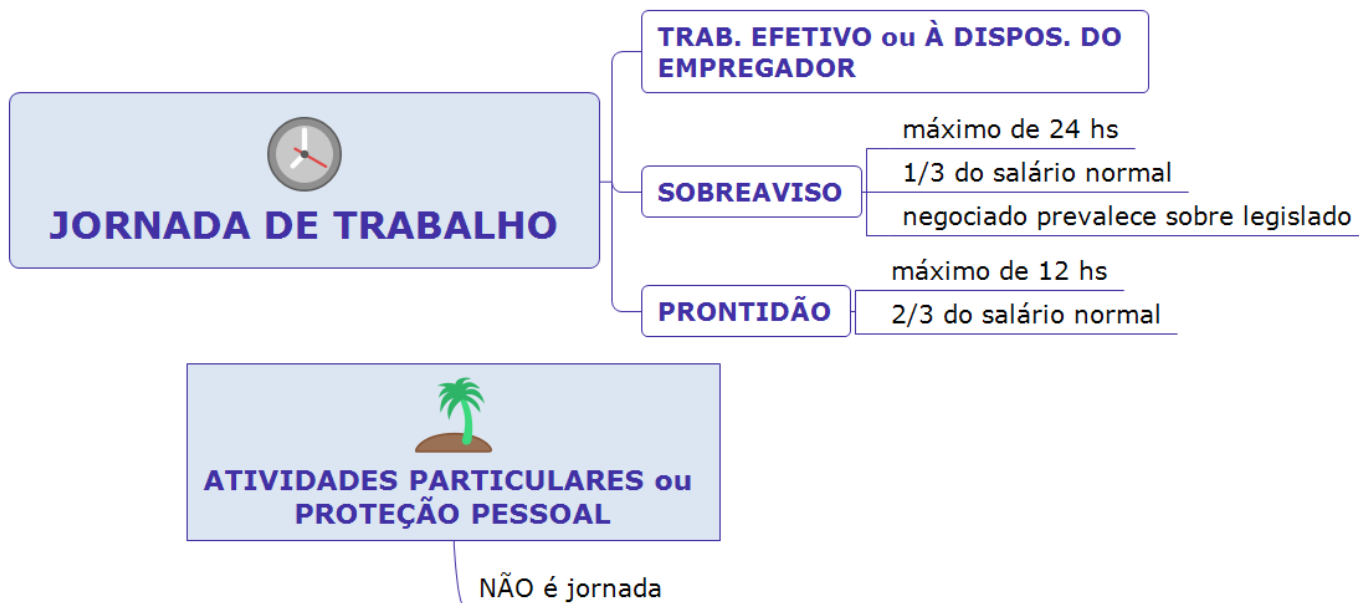 JORNADA DE TRABALHO
TRAB. EFETIVO ou À DISPOS. DO
EMPREGADOR
SOBREAVISO
máximo de 24 hs
1/3 do salário normal
negociado prevalece sobre legislado
PRONTIDÃO
máximo de 12 hs
2/3 do salário normal
ATIVIDADES PARTICULARES ou
PROTEÇÃO PESSOAL
NÃO é jornada